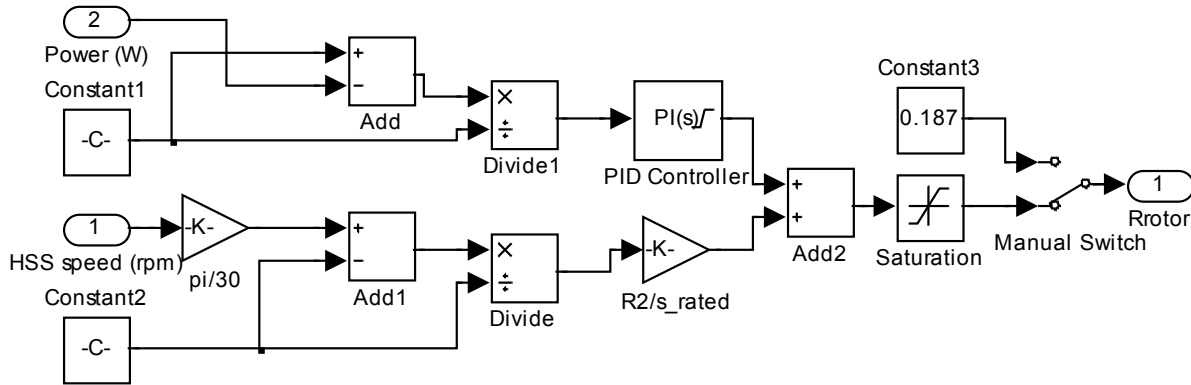 2
Power (W)
Constant1
-C-
+
−
Add
×
÷
Divide1
PI(s)
PID Controller
Constant3
0.187
1
HSS speed (rpm)
-K-
pi/30
Constant2
-C-
+
−
Add1
×
÷
Divide
-K-
R2/s_rated
+
+
Add2
Saturation
Manual Switch
1
Rrotor